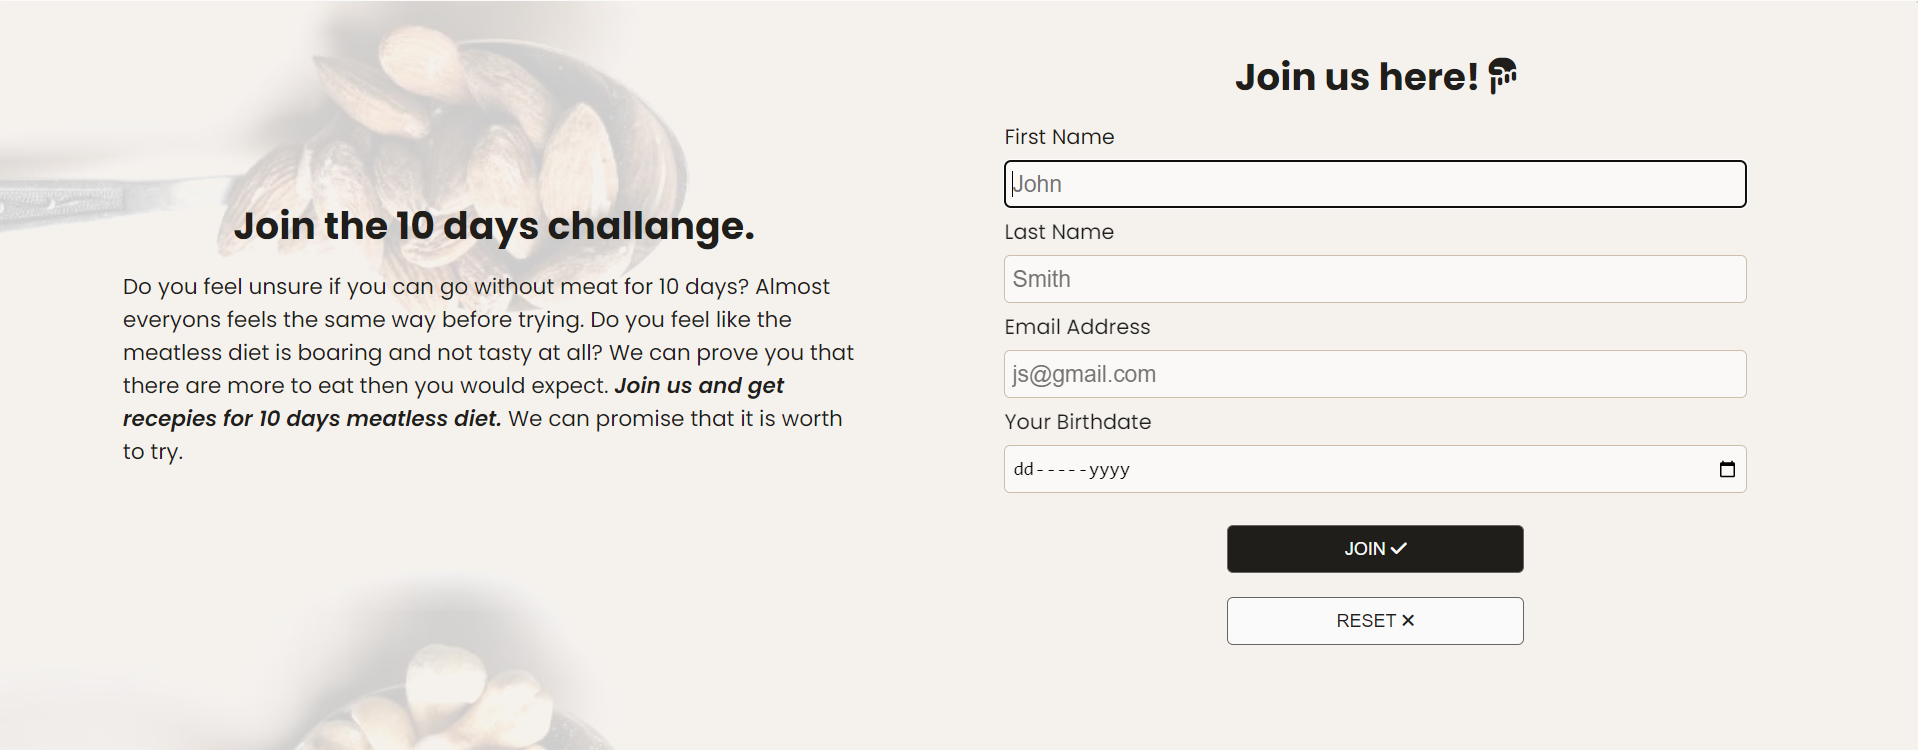 Join the 10 days challange.
Do you feel unsure if you can go without meat for 10 days? Almost
everyons feels the same way before trying. Do you feel like the
meatless diet is boaring and not tasty at all? We can prove you that
there are more to eat then you would expect. Join us and get
recepies for 10 days meatless diet. We can promise that it is worth
to try.
Join us here!
First Name
John
Last Name
Smith
Email Address
js@gmail.com
Your Birthdate
dd-----yyyy
JOIN
RESET